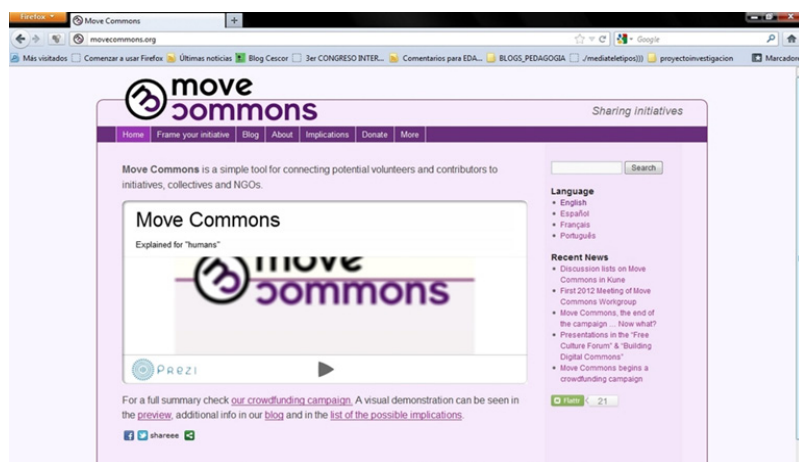 Firefox
Move Commons
movecommons.org
Google
Más visitados
Comenzar a usar Firefox
Últimas noticias
Blog Cescor
3er CONGRESO INTER...
Comentarios para EDA...
BLOGS_PEDAGOGIA
./mediateletipos)))
proyectoinvestigacion
Marcadores
move
commons
Sharing initiatives
Home
Frame your initiative
Blog
About
Implications
Donate
More
Move Commons is a simple tool for connecting potential volunteers and contributors to
initiatives, collectives and NGOs.
Move Commons
Explained for "humans"
move
commons
PREZI
For a full summary check our crowdfunding campaign. A visual demonstration can be seen in
the preview, additional info in our blog and in the list of the possible implications.
shareee
Search
Language
English
Español
Français
Português
Recent News
Discussion lists on Move
Commons in Kune
First 2012 Meeting of Move
Commons Workgroup
Move Commons, the end of
the campaign ... Now what?
Presentations in the "Free
Culture Forum" & "Building
Digital Commons"
Move Commons begins a
crowdfunding campaign
Flattr
21